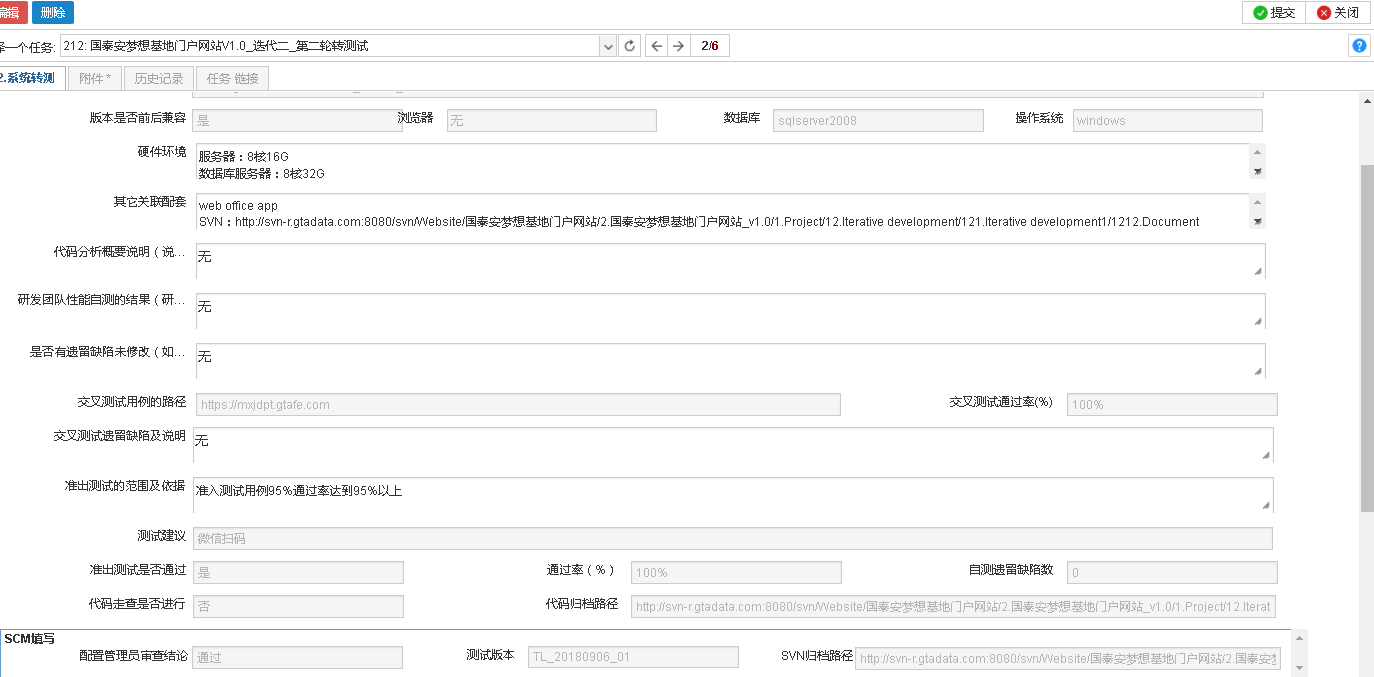 编辑 删除 提交 关闭
择一个任务: 212: 国泰安梦想基地门户网站V1.0_迭代二_第二轮转测试 2/6
2.系统转测 附件 * 历史记录 任务 链接
版本是否前后兼容 是 浏览器 无 数据库 sqlserver2008 操作系统 windows
硬件环境 服务器：8核16G
数据库服务器：8核32G
其它关联配套 web office app
SVN：http://svn-r.gtadata.com:8080/svn/Website/国泰安梦想基地门户网站/2.国泰安梦想基地门户网站_v1.0/1.Project/12.Iterative development/121.Iterative development1/1212.Document
代码分析概要说明（说... 无
研发团队性能自测的结果（研... 无
是否有遗留缺陷未修改（如... 无
交叉测试用例的路径 https://mxjdpt.gtafe.com 交叉测试通过率(%) 100%
交叉测试遗留缺陷及说明 无
准出测试的范围及依据 准入测试用例95%通过率达到95%以上
测试建议 微信扫码
准出测试是否通过 是 通过率（%） 100% 自测遗留缺陷数 0
代码走查是否进行 否 代码归档路径 http://svn-r.gtadata.com:8080/svn/Website/国泰安梦想基地门户网站/2.国泰安梦想基地门户网站_v1.0/1.Project/12.Iterat
SCM填写
配置管理员审查结论 通过 测试版本 TL_20180906_01 SVN归档路径 http://svn-r.gtadata.com:8080/svn/Website/国泰安梦想基地门户网站/2.国泰安梦